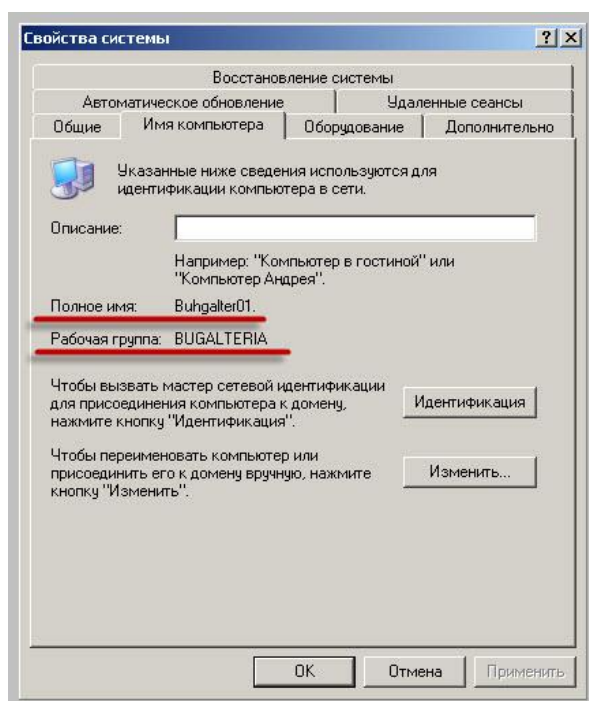 Свойства системы
Восстановление системы
Автоматическое обновление
Удаленные сеансы
Общие
Имя компьютера
Оборудование
Дополнительно
Указанные ниже сведения используются для
идентификации компьютера в сети.
Описание:
Например: "Компьютер в гостиной" или
"Компьютер Андрея".
Полное имя: Buhgalter01.
Рабочая группа: BUGALTERIA
Чтобы вызвать мастер сетевой идентификации
для присоединения компьютера к домену,
нажмите кнопку "Идентификация".
Идентификация
Чтобы переименовать компьютер или
присоединить его к домену вручную, нажмите
кнопку "Изменить".
Изменить...
OK
Отмена
Применить